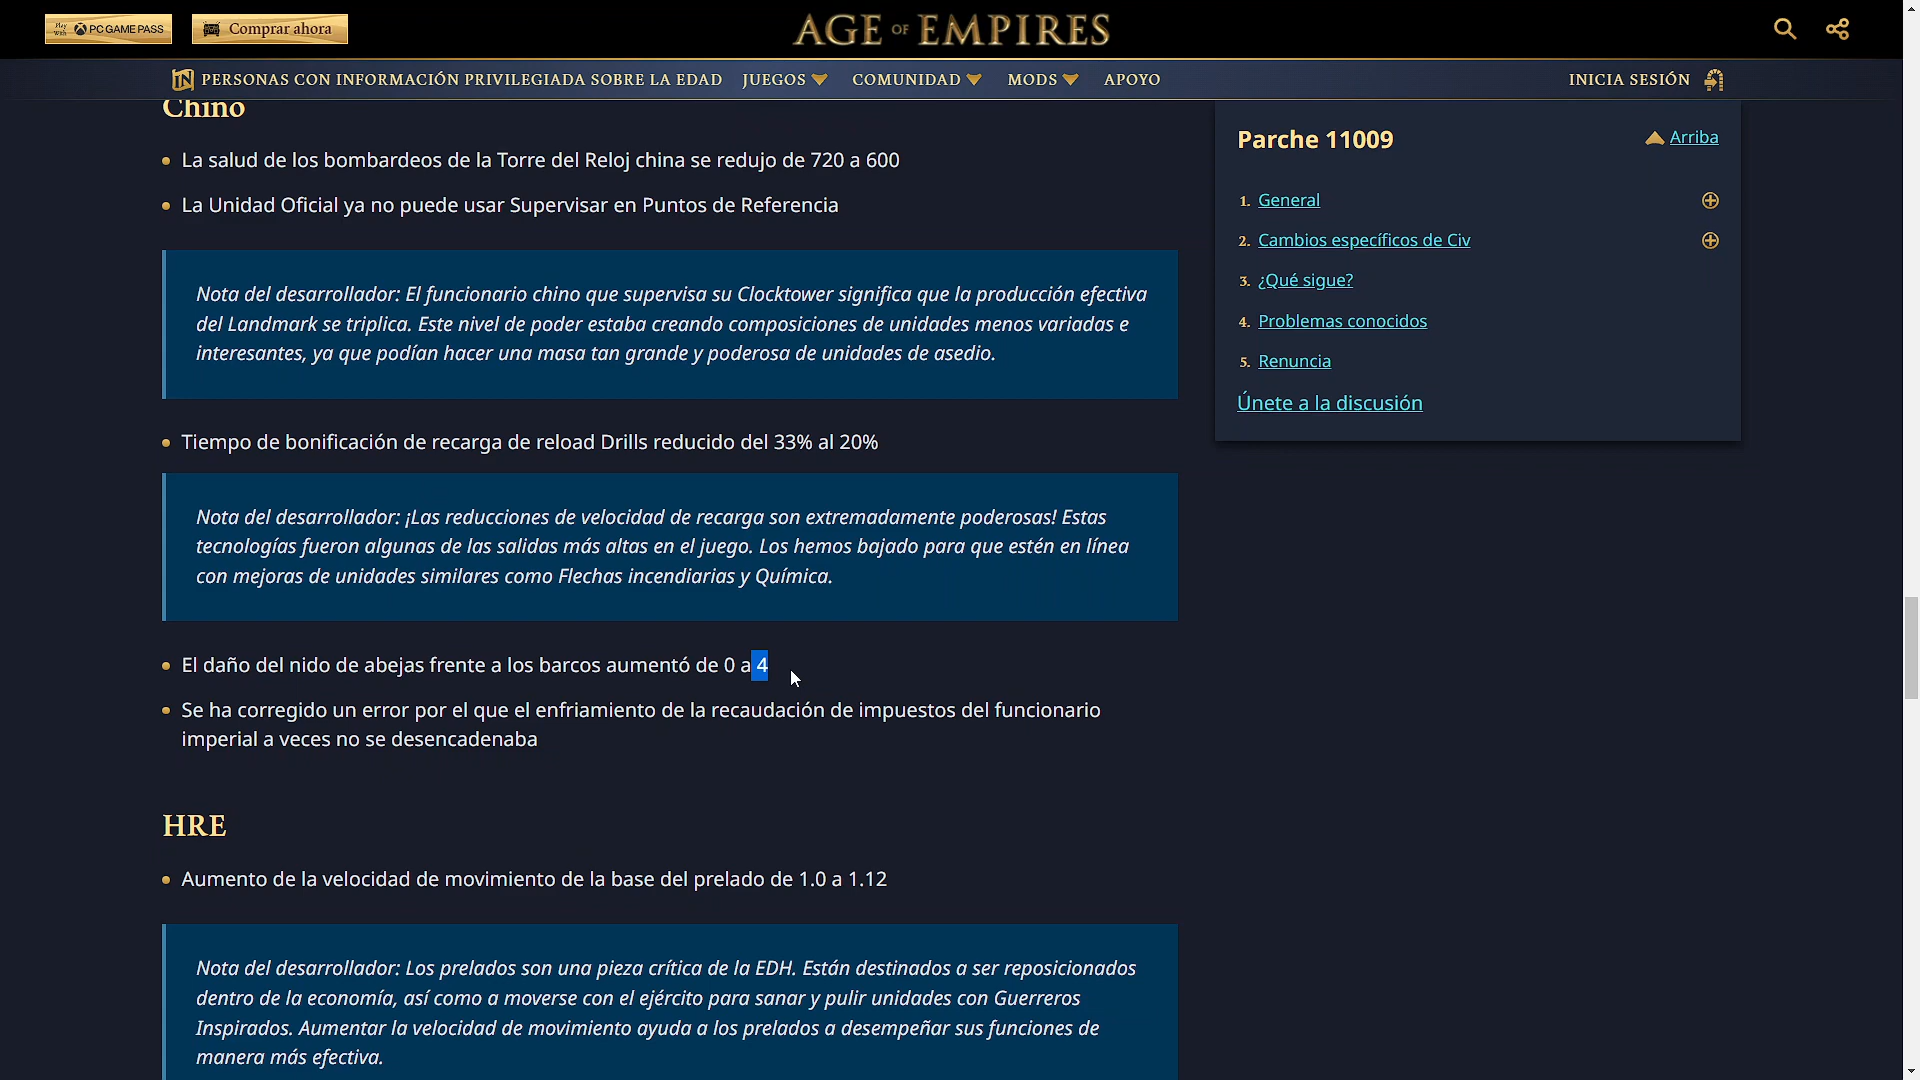 Play With PC GAME PASS
Comprar ahora
AGE OF EMPIRES
PERSONAS CON INFORMACIÓN PRIVILEGIADA SOBRE LA EDAD JUEGOS COMUNIDAD MODS APOYO INICIA SESIÓN
Chino
La salud de los bombardeos de la Torre del Reloj china se redujo de 720 a 600
La Unidad Oficial ya no puede usar Supervisar en Puntos de Referencia
Nota del desarrollador: El funcionario chino que supervisa su Clocktower significa que la producción efectiva
del Landmark se triplica. Este nivel de poder estaba creando composiciones de unidades menos variadas e
interesantes, ya que podían hacer una masa tan grande y poderosa de unidades de asedio.
Tiempo de bonificación de recarga de reload Drills reducido del 33% al 20%
Nota del desarrollador: ¡Las reducciones de velocidad de recarga son extremadamente poderosas! Estas
tecnologías fueron algunas de las salidas más altas en el juego. Los hemos bajado para que estén en línea
con mejoras de unidades similares como Flechas incendiarias y Química.
El daño del nido de abejas frente a los barcos aumentó de 0 a 4
Se ha corregido un error por el que el enfriamiento de la recaudación de impuestos del funcionario
imperial a veces no se desencadenaba
HRE
Aumento de la velocidad de movimiento de la base del prelado de 1.0 a 1.12
Nota del desarrollador: Los prelados son una pieza crítica de la EDH. Están destinados a ser reposicionados
dentro de la economía, así como a moverse con el ejército para sanar y pulir unidades con Guerreros
Inspirados. Aumentar la velocidad de movimiento ayuda a los prelados a desempeñar sus funciones de
manera más efectiva.
Parche 11009
Arriba
1. General
2. Cambios específicos de Civ
3. ¿Qué sigue?
4. Problemas conocidos
5. Renuncia
Únete a la discusión